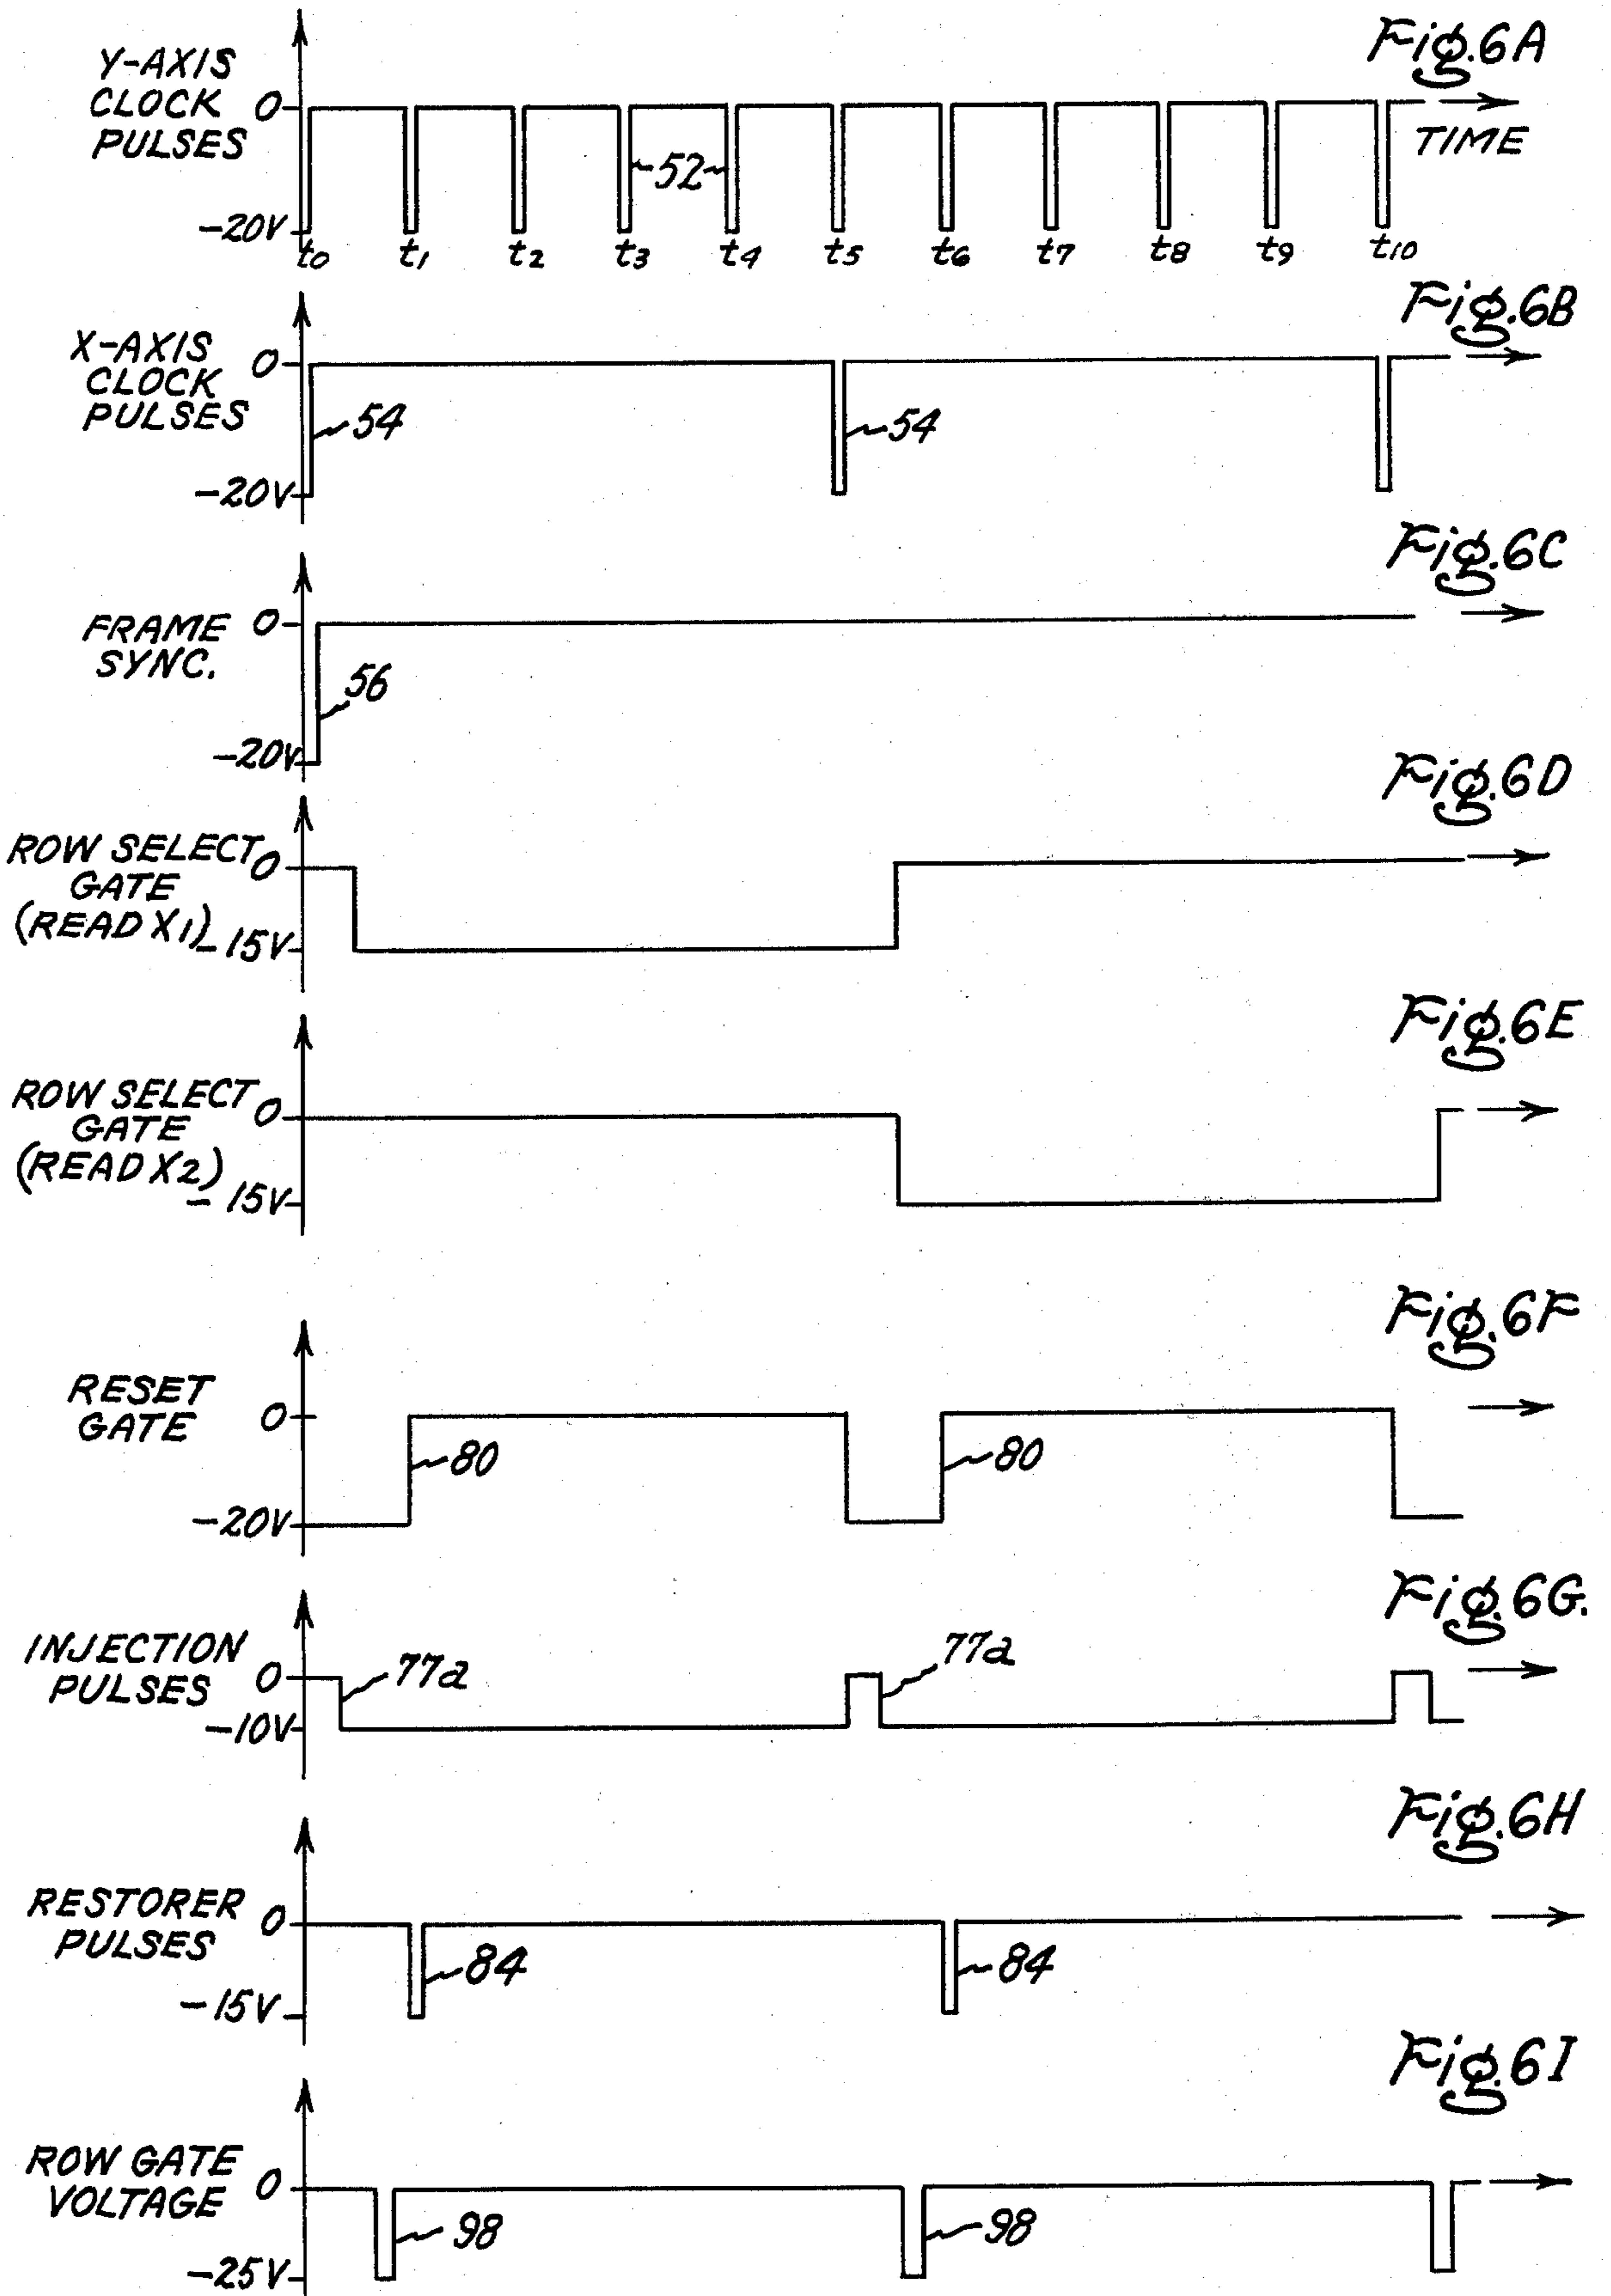 Fig. 6A
Y-AXIS
CLOCK
PULSES
0
-20V
52
TIME
t0 t1 t2 t3 t4 t5 t6 t7 t8 t9 t10
Fig. 6B
X-AXIS
CLOCK
PULSES
0
-20V
54
54
Fig. 6C
FRAME
SYNC.
0
-20V
56
Fig. 6D
ROW SELECT
GATE
(READ X1)
0
-15V
Fig. 6E
ROW SELECT
GATE
(READ X2)
0
-15V
Fig. 6F
RESET
GATE
0
-20V
80
80
Fig. 6G.
INJECTION
PULSES
0
-10V
77a
77a
Fig. 6H
RESTORER
PULSES
0
-15V
84
84
Fig. 6I
ROW GATE
VOLTAGE
0
-25V
98
98